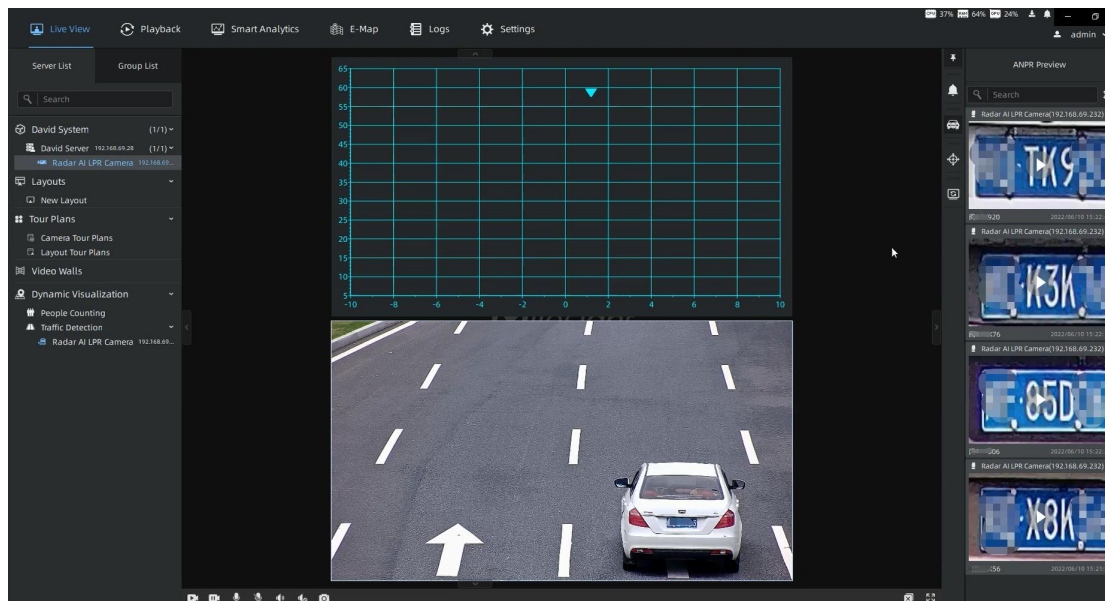 CPU 37% 64% 24%
Live View Playback Smart Analytics E-Map Logs Settings
admin
Server List Group List
ANPR Preview
Search
Search
David System (1/1)
David Server 192.168.69.26 (1/1)
Radar AI LPR Camera 192.168.69...
Layouts
New Layout
Tour Plans
Camera Tour Plans
Layout Tour Plans
Video Walls
Dynamic Visualization
People Counting
Traffic Detection
Radar AI LPR Camera 192.168.69...
65
60
55
50
45
40
35
30
25
20
15
10
5
-10 -8 -6 -4 -2 0 2 4 6 8 10
Radar AI LPR Camera(192.168.69.232)
TK9
920 2022/06/10 15:22:
Radar AI LPR Camera(192.168.69.232)
K3K
76 2022/06/10 15:22:
Radar AI LPR Camera(192.168.69.232)
85D
06 2022/06/10 15:22:
Radar AI LPR Camera(192.168.69.232)
X8K
56 2022/06/10 15:21: